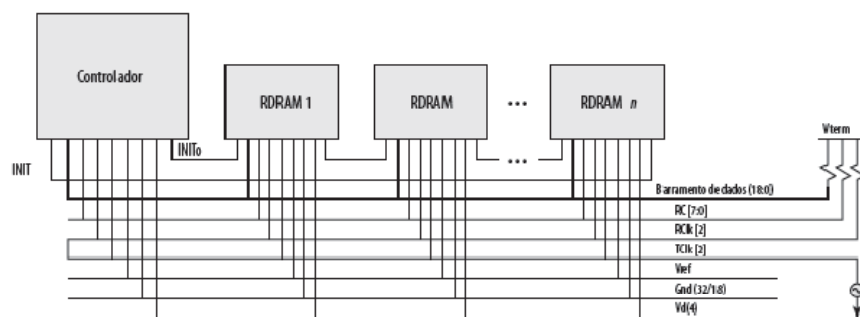 Controlador
RDRAM 1
RDRAM
•••
RDRAM n
Vterm
INITo
INIT
•••
Barramento de dados (18:0)
RC [7:0]
RClk [2]
TClk [2]
Vref
Gnd (32/18)
Vd(4)